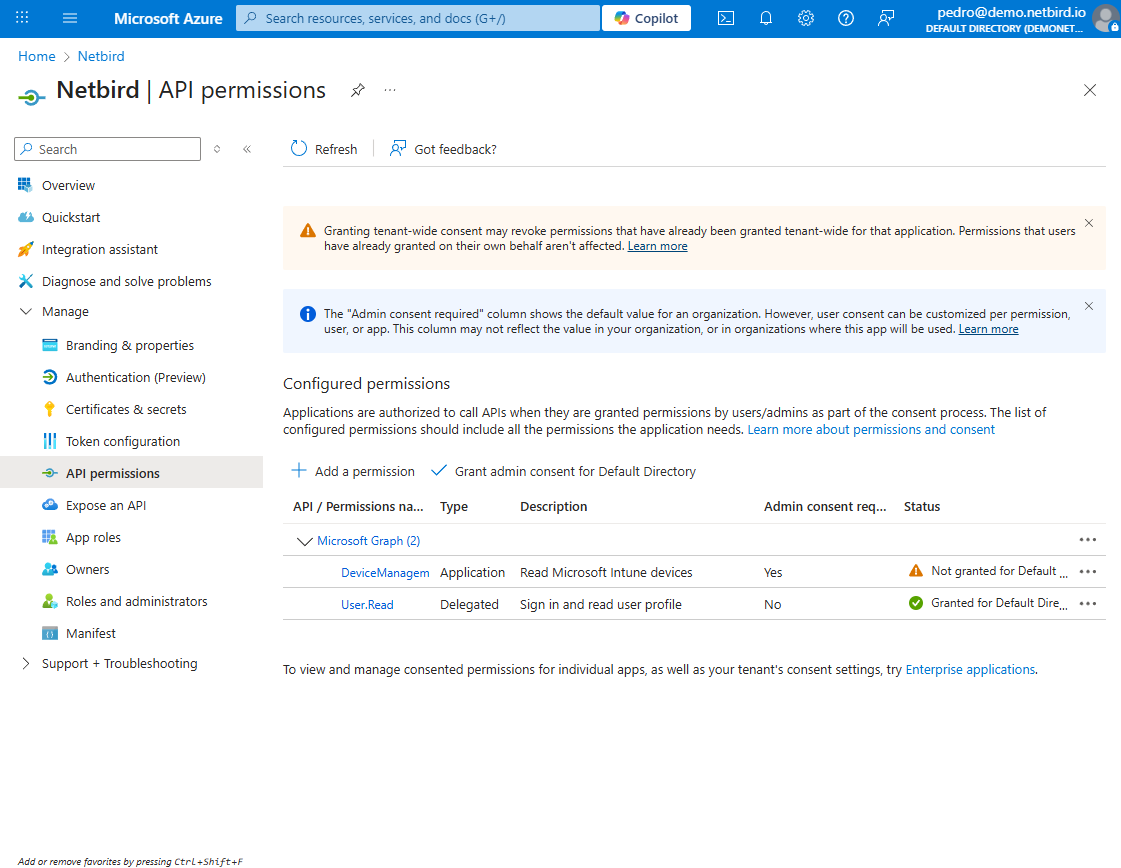 Microsoft Azure
Search resources, services, and docs (G+/)
Copilot
pedro@demo.netbird.io
DEFAULT DIRECTORY (DEMONET...
Home > Netbird
Netbird | API permissions
Search
Refresh
Got feedback?
Overview
Quickstart
Integration assistant
Diagnose and solve problems
Manage
Branding & properties
Authentication (Preview)
Certificates & secrets
Token configuration
API permissions
Expose an API
App roles
Owners
Roles and administrators
Manifest
Support + Troubleshooting
Granting tenant-wide consent may revoke permissions that have already been granted tenant-wide for that application. Permissions that users
have already granted on their own behalf aren't affected. Learn more
The "Admin consent required" column shows the default value for an organization. However, user consent can be customized per permission,
user, or app. This column may not reflect the value in your organization, or in organizations where this app will be used. Learn more
Configured permissions
Applications are authorized to call APIs when they are granted permissions by users/admins as part of the consent process. The list of
configured permissions should include all the permissions the application needs. Learn more about permissions and consent
Add a permission
Grant admin consent for Default Directory
API / Permissions na... Type Description Admin consent req... Status
Microsoft Graph (2)
DeviceManagem Application Read Microsoft Intune devices Yes Not granted for Default ...
User.Read Delegated Sign in and read user profile No Granted for Default Dire...
To view and manage consented permissions for individual apps, as well as your tenant's consent settings, try Enterprise applications.
Add or remove favorites by pressing Ctrl+Shift+F